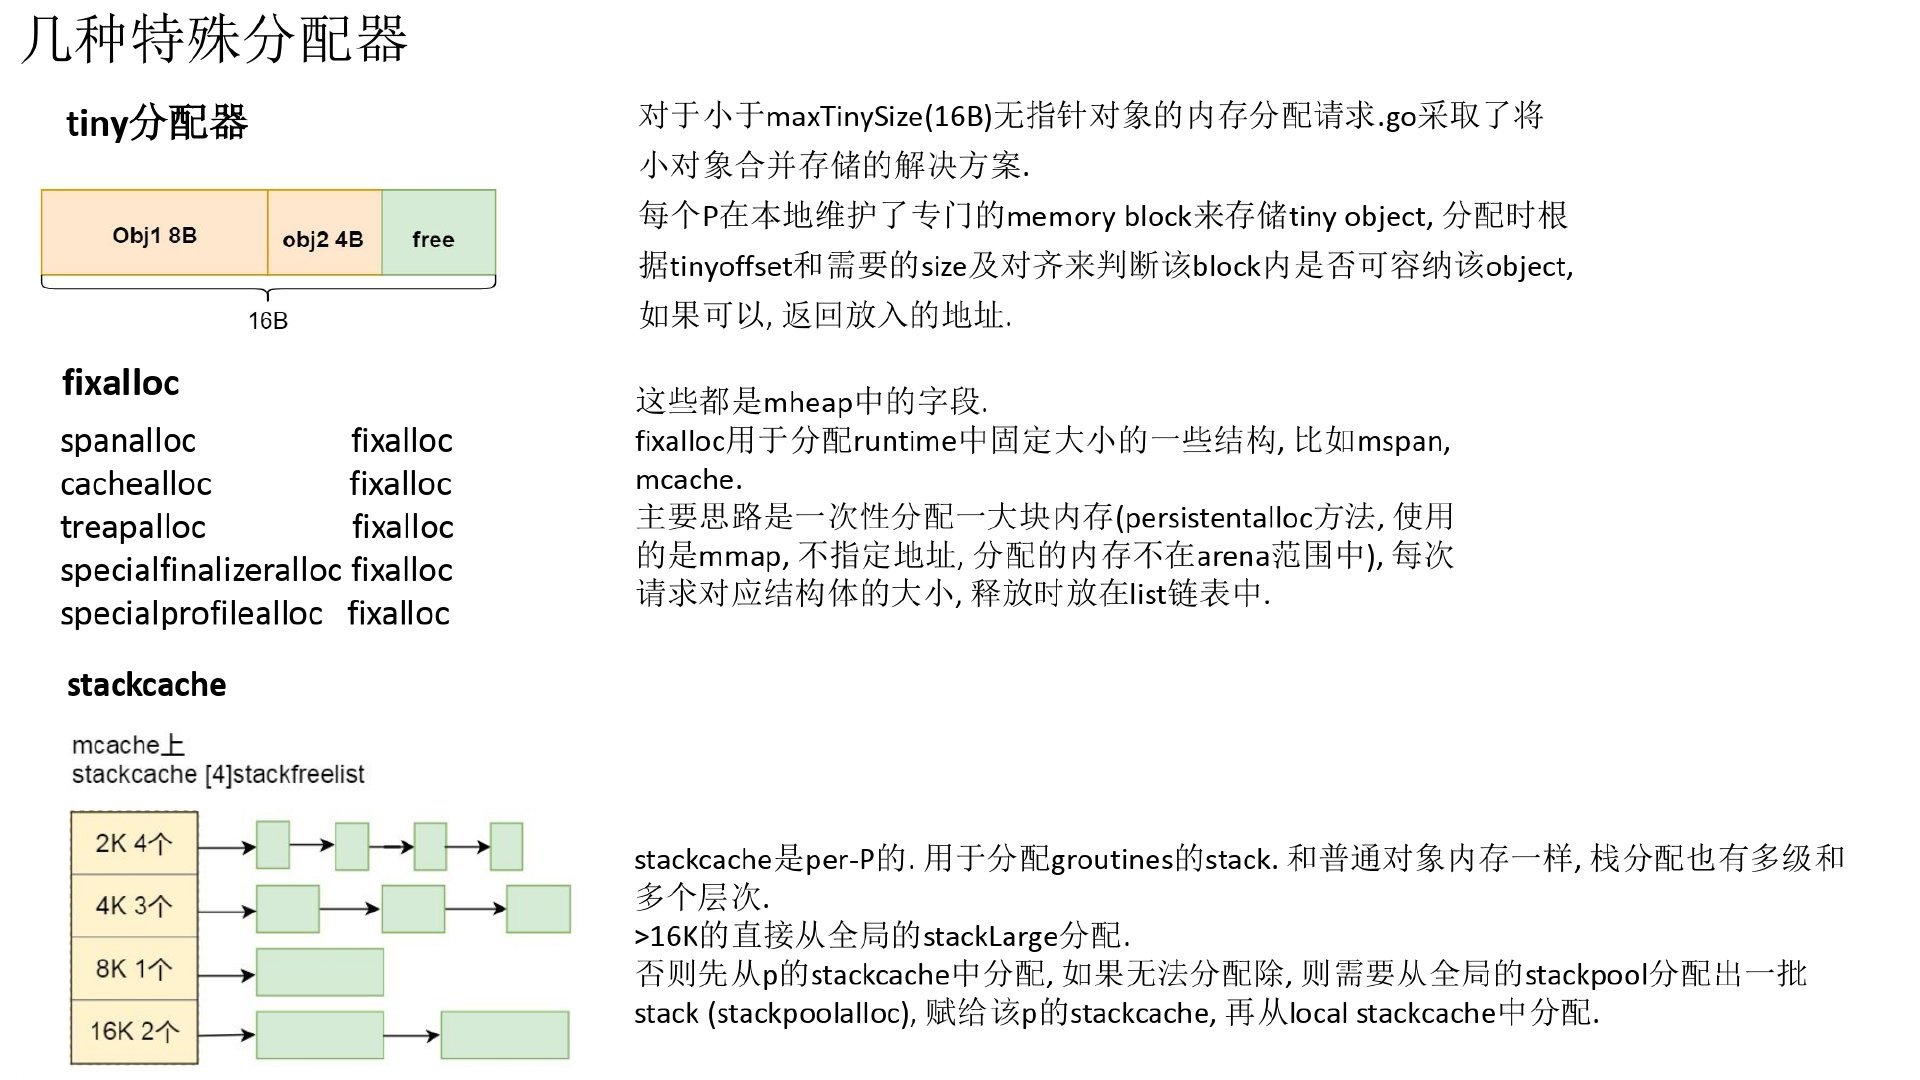 几种特殊分配器
tiny分配器
Obj1 8B
obj2 4B
free
16B
对于小于maxTinySize(16B)无指针对象的内存分配请求.go采取了将
小对象合并存储的解决方案.
每个P在本地维护了专门的memory block来存储tiny object, 分配时根
据tinyoffset和需要的size及对齐来判断该block内是否可容纳该object,
如果可以, 返回放入的地址.
fixalloc
spanalloc fixalloc
cachealloc fixalloc
treapalloc fixalloc
specialfinalizeralloc fixalloc
specialprofilealloc fixalloc
这些都是mheap中的字段.
fixalloc用于分配runtime中固定大小的一些结构, 比如mspan,
mcache.
主要思路是一次性分配一大块内存(persistentalloc方法, 使用
的是mmap, 不指定地址, 分配的内存不在arena范围中), 每次
请求对应结构体的大小, 释放时放在list链表中.
stackcache
mcache上
stackcache [4]stackfreelist
2K 4个
4K 3个
8K 1个
16K 2个
stackcache是per-P的. 用于分配groutines的stack. 和普通对象内存一样, 栈分配也有多级和
多个层次.
>16K的直接从全局的stackLarge分配.
否则先从p的stackcache中分配, 如果无法分配除, 则需要从全局的stackpool分配出一批
stack (stackpoolalloc), 赋给该p的stackcache, 再从local stackcache中分配.